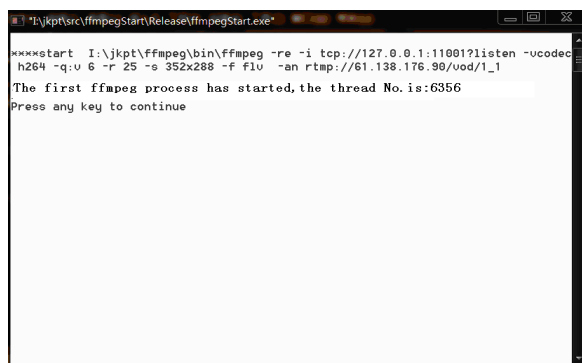 "I:\jkpt\src\ffmpegStart\Release\ffmpegStart.exe"
****start  I:\jkpt\ffmpeg\bin\ffmpeg -re -i tcp://127.0.0.1:11001?listen -vcodec
h264 -q:v 6 -r 25 -s 352x288 -f flv  -an rtmp://61.138.176.90/vod/1_1
The first ffmpeg process has started,the thread No.is:6356
Press any key to continue